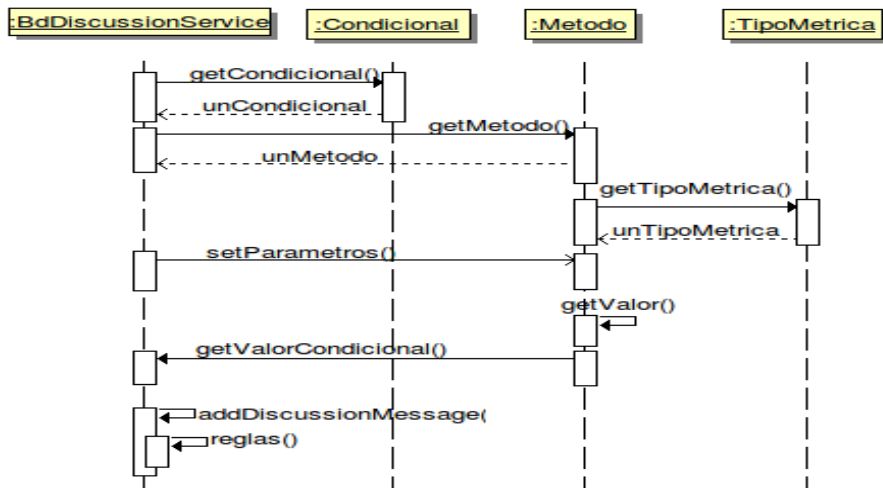 :BdDiscussionService
:Condicional
:Metodo
:TipoMetrica
getCondicional()
unCondicional
getMetodo()
unMetodo
getTipoMetrica()
unTipoMetrica
setParametros()
getValor()
getValorCondicional()
addDiscussionMessage(
reglas()